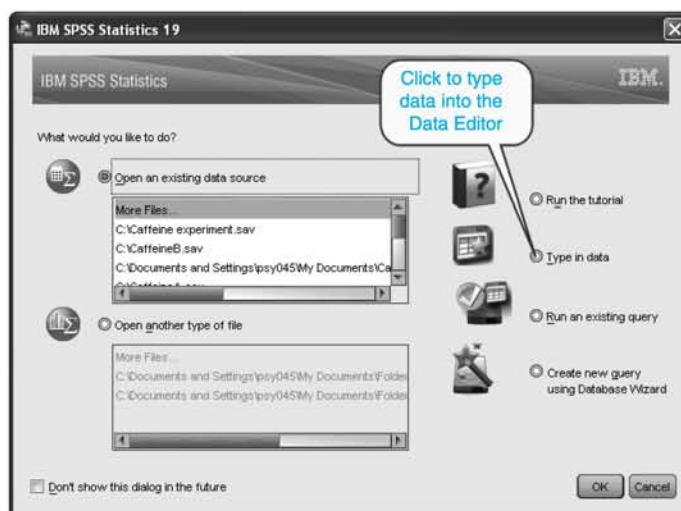 IBM SPSS Statistics 19
IBM SPSS Statistics
IBM.
Click to type
data into the
Data Editor
What would you like to do?
Open an existing data source
More Files...
C:\Caffeine experiment.sav
C:\CaffeineB.sav
C:\Documents and Settings\psy045\My Documents\Ca
Open another type of file
More Files...
C:\Documents and Settings\psy045\My Documents\Folder
C:\Documents and Settings\psy045\My Documents\Folder
Run the tutorial
Type in data
Run an existing query
Create new query
using Database Wizard
Don't show this dialog in the future
OK
Cancel